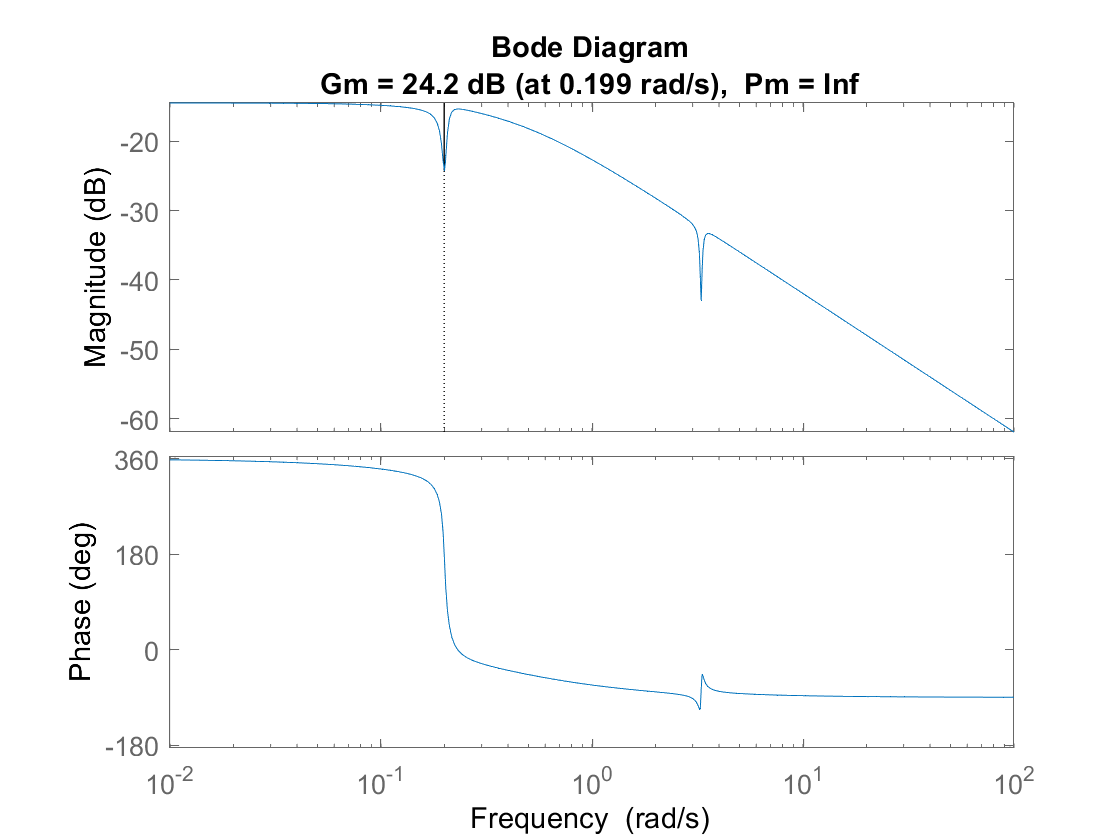 Bode Diagram
Gm = 24.2 dB (at 0.199 rad/s),  Pm = Inf
Magnitude (dB)
-20
-30
-40
-50
-60
Phase (deg)
360
180
0
-180
10^-2
10^-1
10^0
10^1
10^2
Frequency  (rad/s)